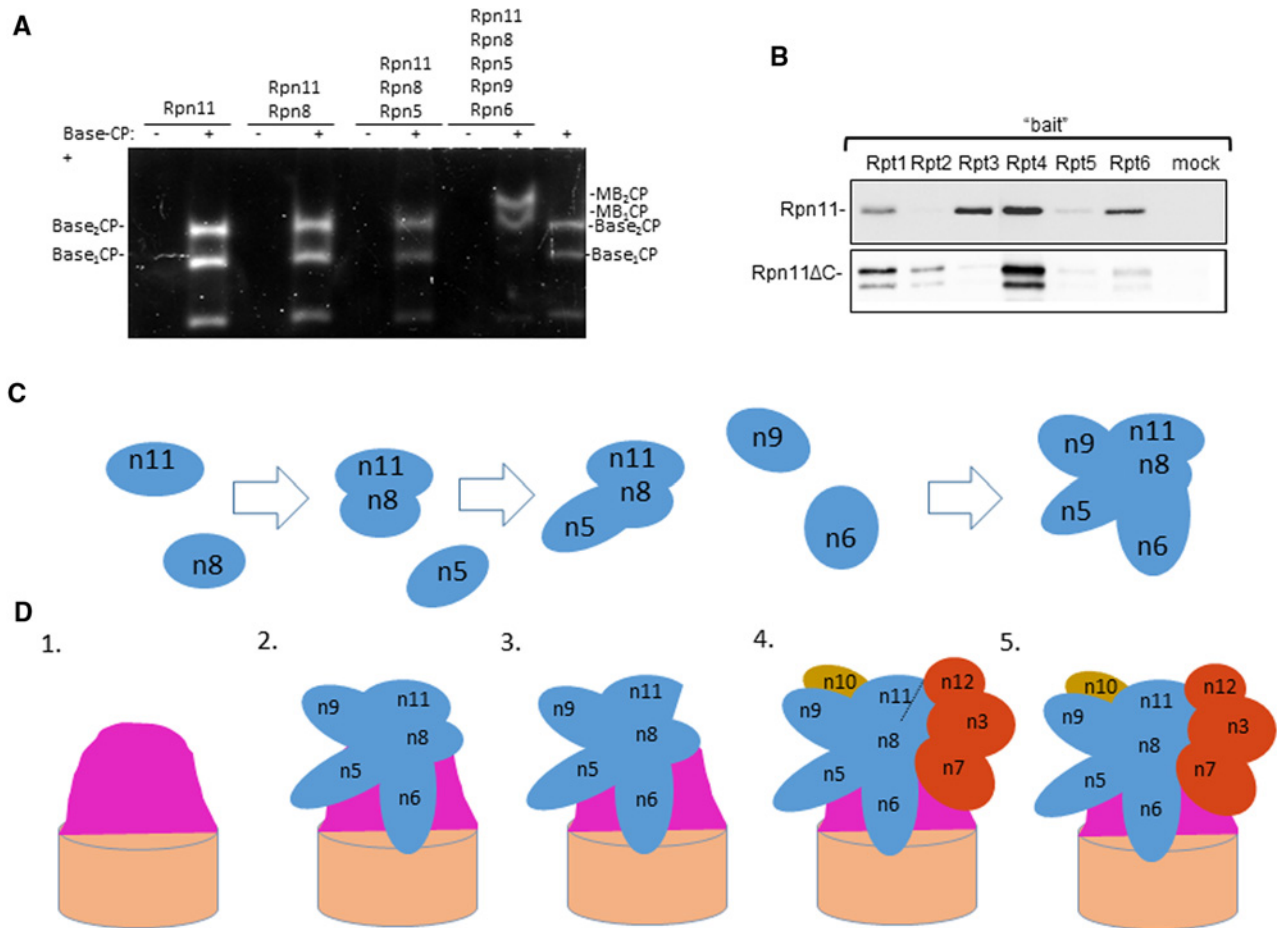 A
Rpn11
Rpn11
Rpn8
Rpn11
Rpn8
Rpn5
Rpn11
Rpn8
Rpn5
Rpn9
Rpn6
Base-CP: - + - + - + - + +
+
Base₂CP-
Base₁CP-
-MB₂CP
-MB₁CP
-Base₂CP
-Base₁CP
B
"bait"
Rpt1 Rpt2 Rpt3 Rpt4 Rpt5 Rpt6 mock
Rpn11-
Rpn11ΔC-
C
n11
n8
n11
n8
n5
n11
n8
n5
n9
n6
n9
n11
n8
n5
n6
D
1.
2.
n9
n11
n8
n5
n6
3.
n9
n11
n8
n5
n6
4.
n10
n9
n11
n12
n8
n3
n5
n7
n6
5.
n10
n9
n11
n12
n8
n3
n5
n7
n6